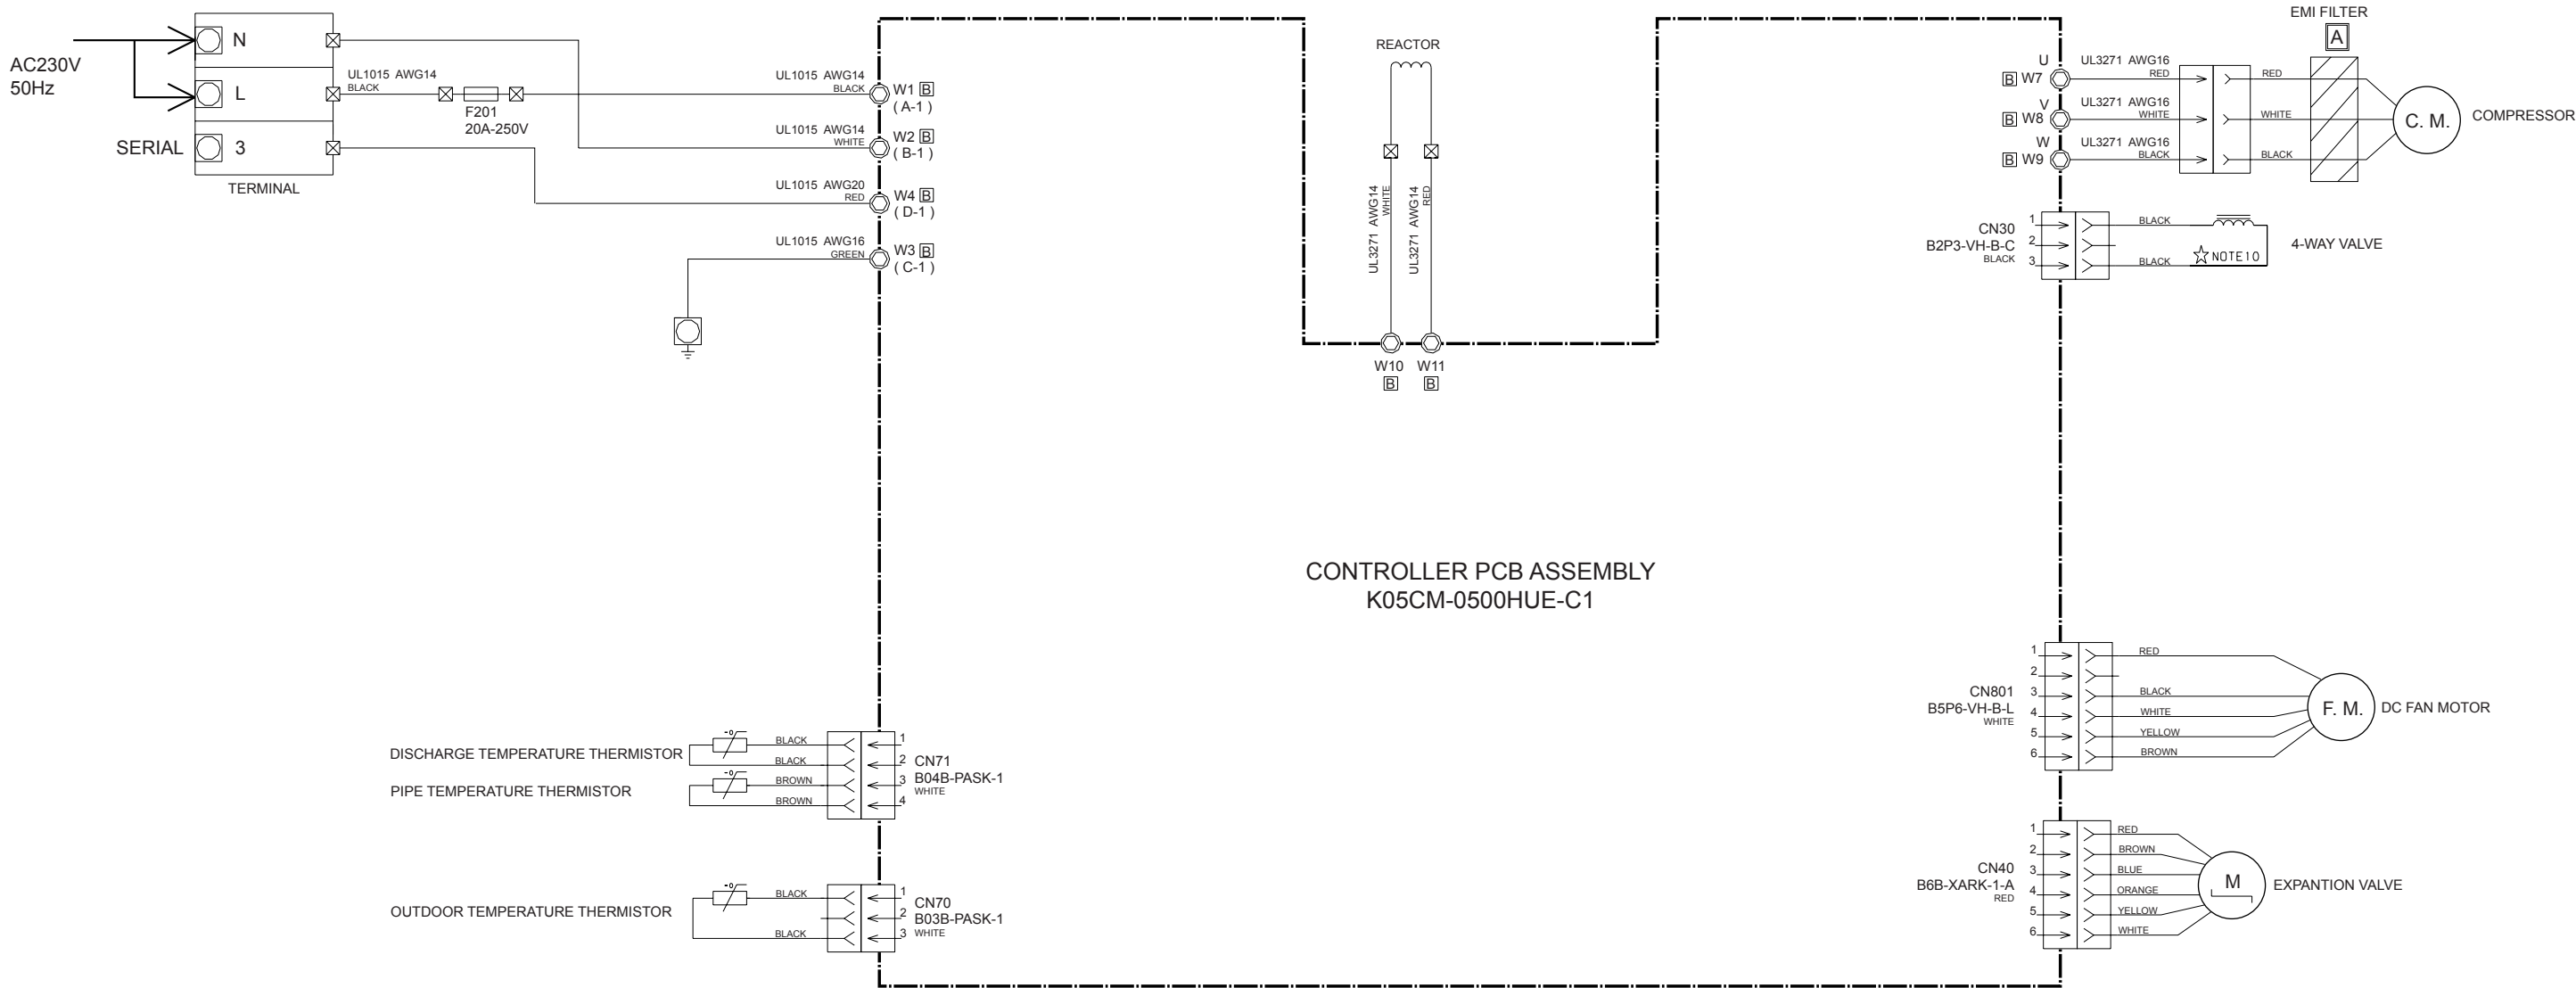 AC230V
50Hz
N
L
SERIAL 3
TERMINAL
UL1015 AWG14
BLACK
F201
20A-250V
UL1015 AWG14
BLACK
W1 B
( A-1 )
UL1015 AWG14
WHITE
W2 B
( B-1 )
UL1015 AWG20
RED
W4 B
( D-1 )
UL1015 AWG16
GREEN
W3 B
( C-1 )
REACTOR
UL3271 AWG14
WHITE
UL3271 AWG14
RED
W10 W11
B B
EMI FILTER
A
U UL3271 AWG16
B W7 RED RED
V UL3271 AWG16
B W8 WHITE WHITE
W UL3271 AWG16
B W9 BLACK BLACK
C. M.
COMPRESSOR
CN30
B2P3-VH-B-C
BLACK
1
2
3
BLACK
BLACK
☆ NOTE10
4-WAY VALVE
CONTROLLER PCB ASSEMBLY
K05CM-0500HUE-C1
CN801
B5P6-VH-B-L
WHITE
1
2
3
4
5
6
RED
BLACK
WHITE
YELLOW
BROWN
F. M.
DC FAN MOTOR
DISCHARGE TEMPERATURE THERMISTOR
PIPE TEMPERATURE THERMISTOR
-θ
-θ
BLACK
BLACK
BROWN
BROWN
1
2
3
4
CN71
B04B-PASK-1
WHITE
CN40
B6B-XARK-1-A
RED
1
2
3
4
5
6
RED
BROWN
BLUE
ORANGE
YELLOW
WHITE
M
EXPANTION VALVE
OUTDOOR TEMPERATURE THERMISTOR
-θ
BLACK
BLACK
1
2
3
CN70
B03B-PASK-1
WHITE